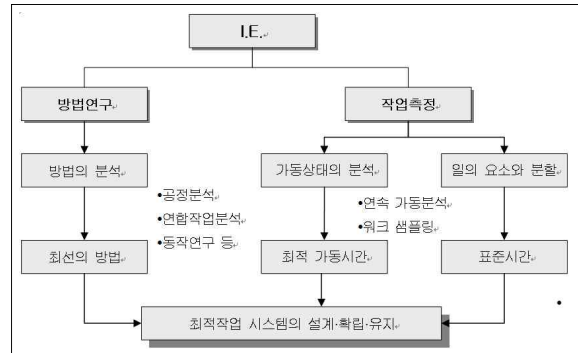 I.E.
방법연구
작업측정
방법의 분석
가동상태의 분석
일의 요소와 분할
•공정분석
•연합작업분석
•동작연구 등
•연속 가동분석
•워크 샘플링
최선의 방법
최적 가동시간
표준시간
•
최적작업 시스템의 설계·확립·유지